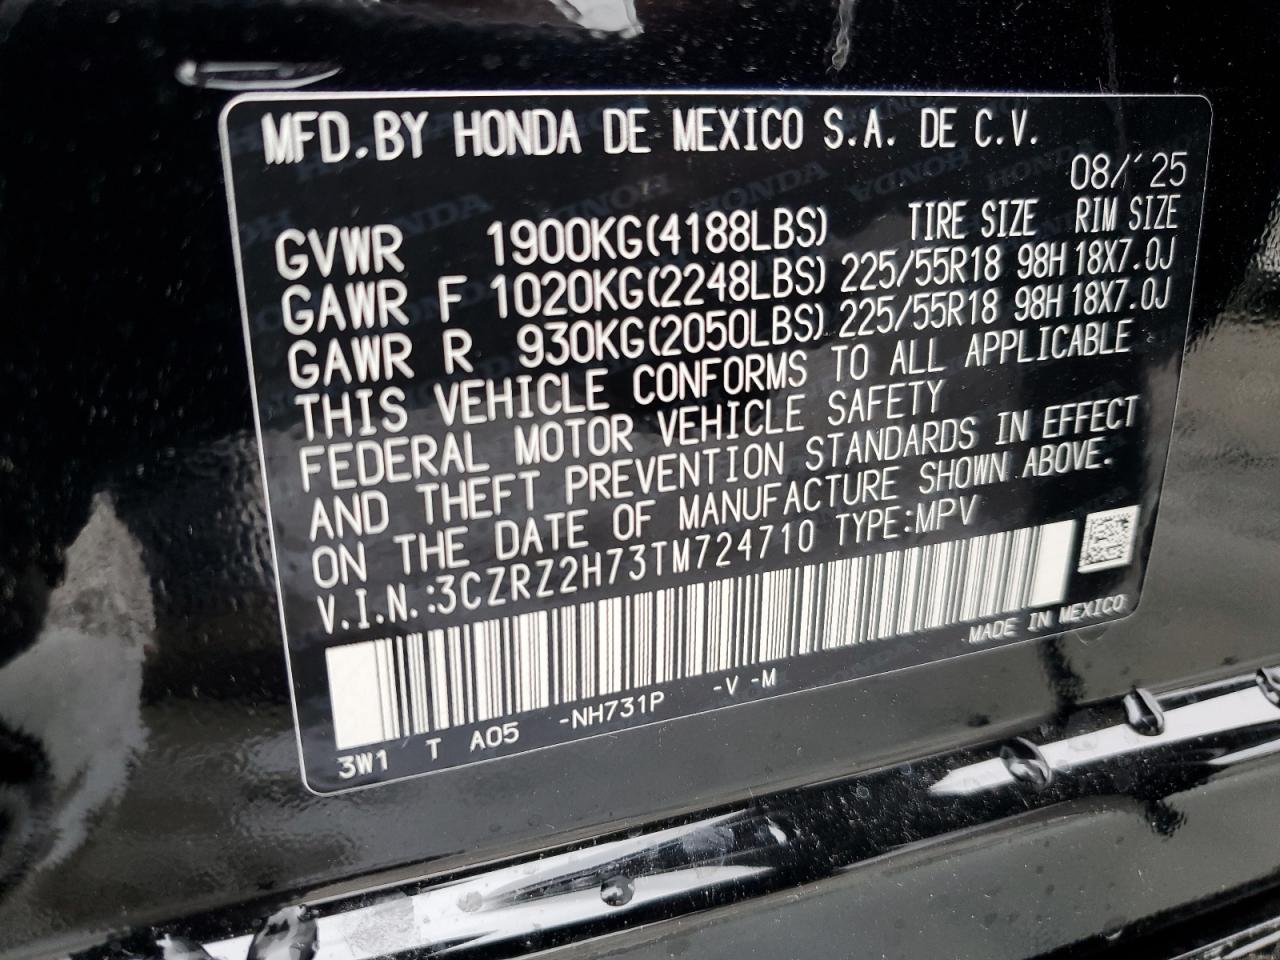 MFD.BY HONDA DE MEXICO S.A. DE C.V.
08/'25
GVWR 1900KG(4188LBS) TIRE SIZE RIM SIZE
GAWR F 1020KG(2248LBS) 225/55R18 98H 18X7.0J
GAWR R 930KG(2050LBS) 225/55R18 98H 18X7.0J
THIS VEHICLE CONFORMS TO ALL APPLICABLE
FEDERAL MOTOR VEHICLE SAFETY
AND THEFT PREVENTION STANDARDS IN EFFECT
ON THE DATE OF MANUFACTURE SHOWN ABOVE.
V.I.N.:3CZRZ2H73TM724710 TYPE:MPV
MADE IN MEXICO
3W1 T A05 -NH731P -V -M